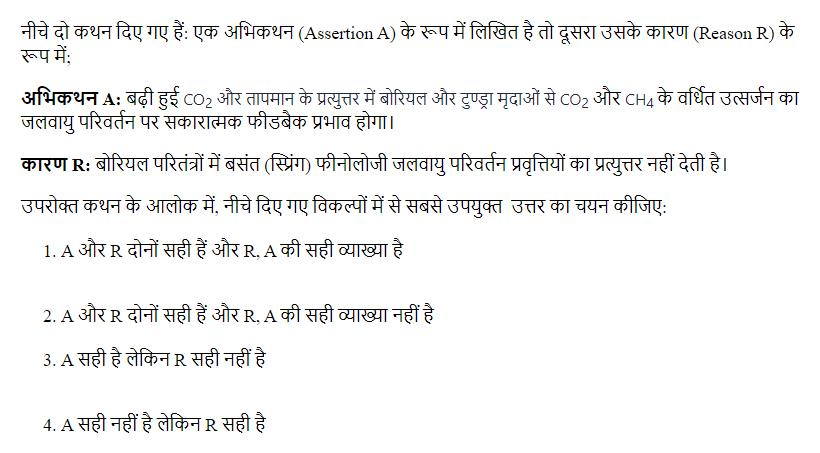 नीचे दो कथन दिए गए हैं: एक अभिकथन (Assertion A) के रूप में लिखित है तो दूसरा उसके कारण (Reason R) के
रूप में;
अभिकथन A: बढ़ी हुई CO₂ और तापमान के प्रत्युत्तर में बोरियल और टुण्ड्रा मृदाओं से CO₂ और CH₄ के वर्धित उत्सर्जन का
जलवायु परिवर्तन पर सकारात्मक फीडबैक प्रभाव होगा।
कारण R: बोरियल परितंत्रों में बसंत (स्प्रिंग) फीनोलोजी जलवायु परिवर्तन प्रवृत्तियों का प्रत्युत्तर नहीं देती है।
उपरोक्त कथन के आलोक में, नीचे दिए गए विकल्पों में से सबसे उपयुक्त उत्तर का चयन कीजिए:
1. A और R दोनों सही हैं और R, A की सही व्याख्या है
2. A और R दोनों सही हैं और R, A की सही व्याख्या नहीं है
3. A सही है लेकिन R सही नहीं है
4. A सही नहीं है लेकिन R सही है